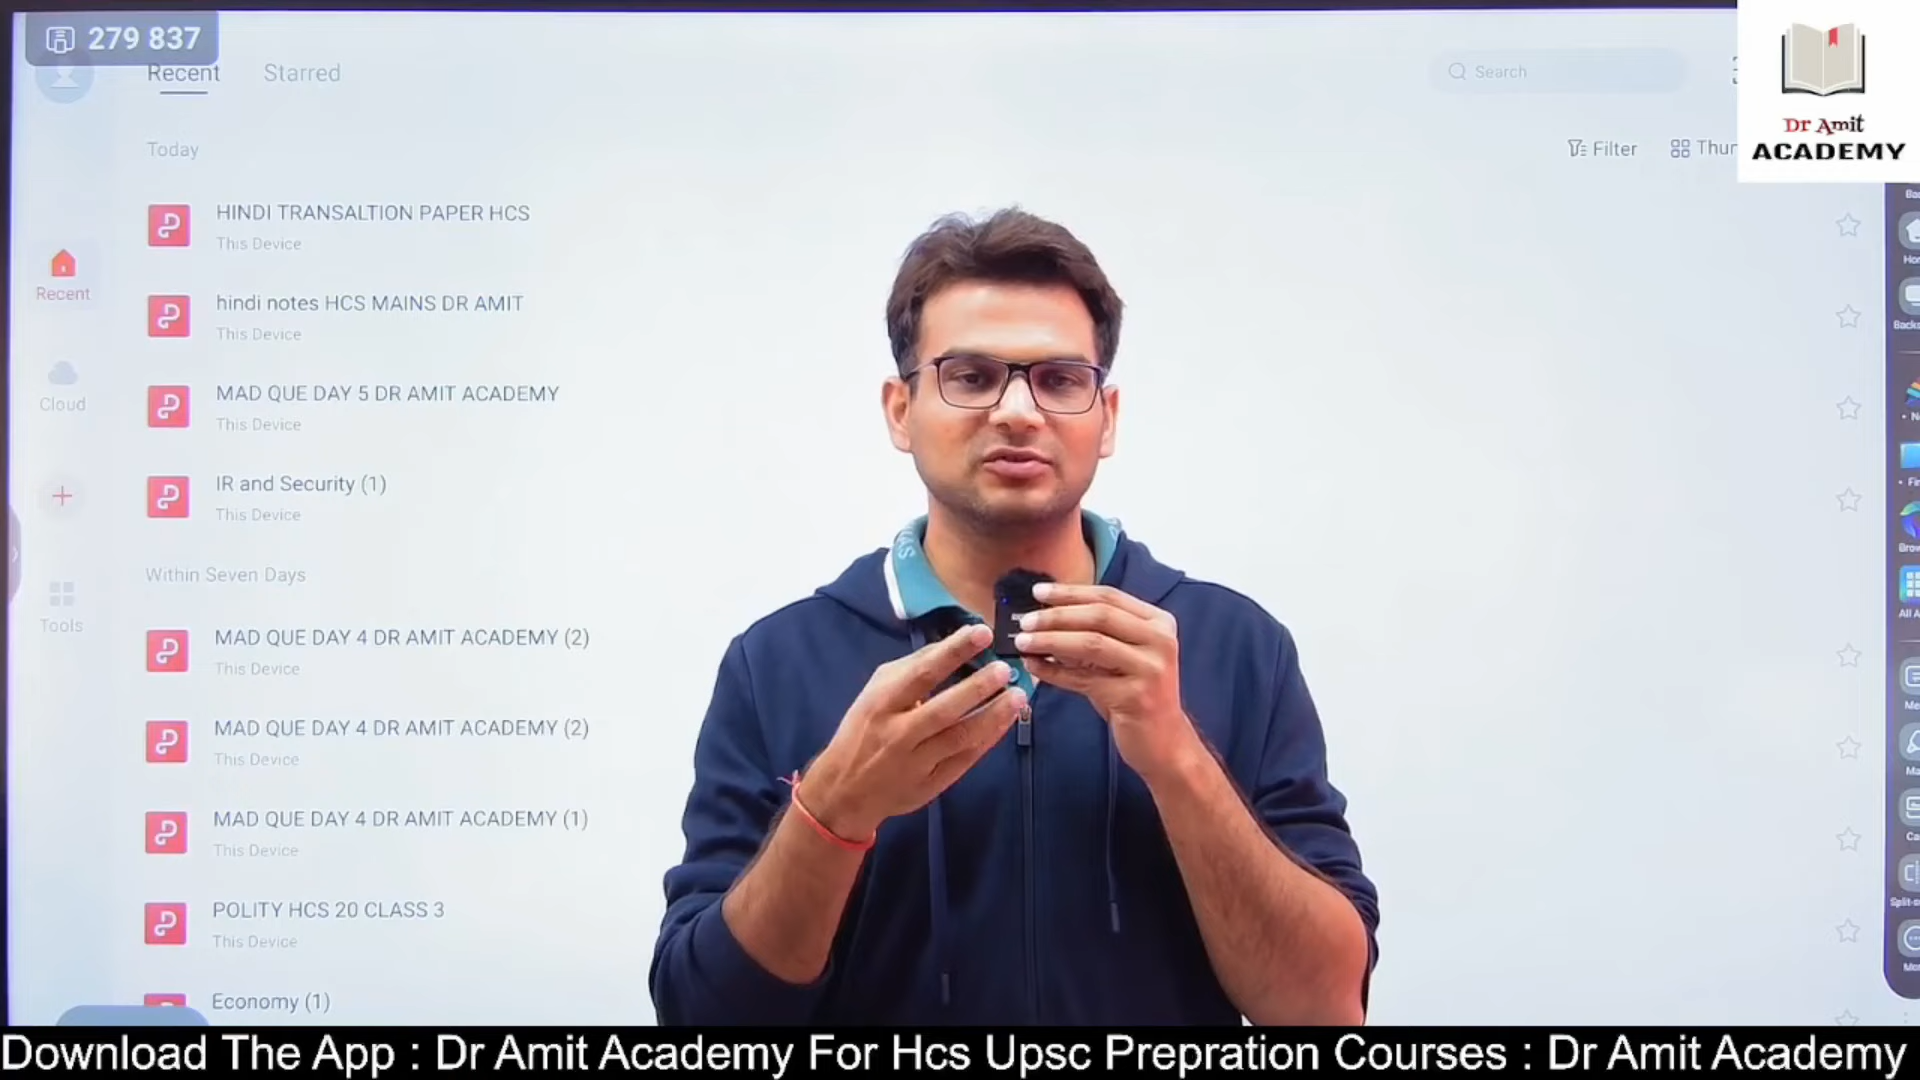 279 837
Recent Starred
Search
Dr Amit
ACADEMY
Today
Filter
HINDI TRANSALTION PAPER HCS
This Device
hindi notes HCS MAINS DR AMIT
This Device
Recent
MAD QUE DAY 5 DR AMIT ACADEMY
This Device
Cloud
IR and Security (1)
This Device
Within Seven Days
Tools
MAD QUE DAY 4 DR AMIT ACADEMY (2)
This Device
MAD QUE DAY 4 DR AMIT ACADEMY (2)
This Device
MAD QUE DAY 4 DR AMIT ACADEMY (1)
This Device
POLITY HCS 20 CLASS 3
This Device
Economy (1)
Download The App : Dr Amit Academy For Hcs Upsc Prepration Courses : Dr Amit Academy